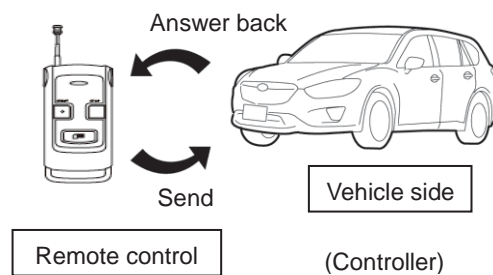 Answer back
Send
Vehicle side
Remote control
(Controller)